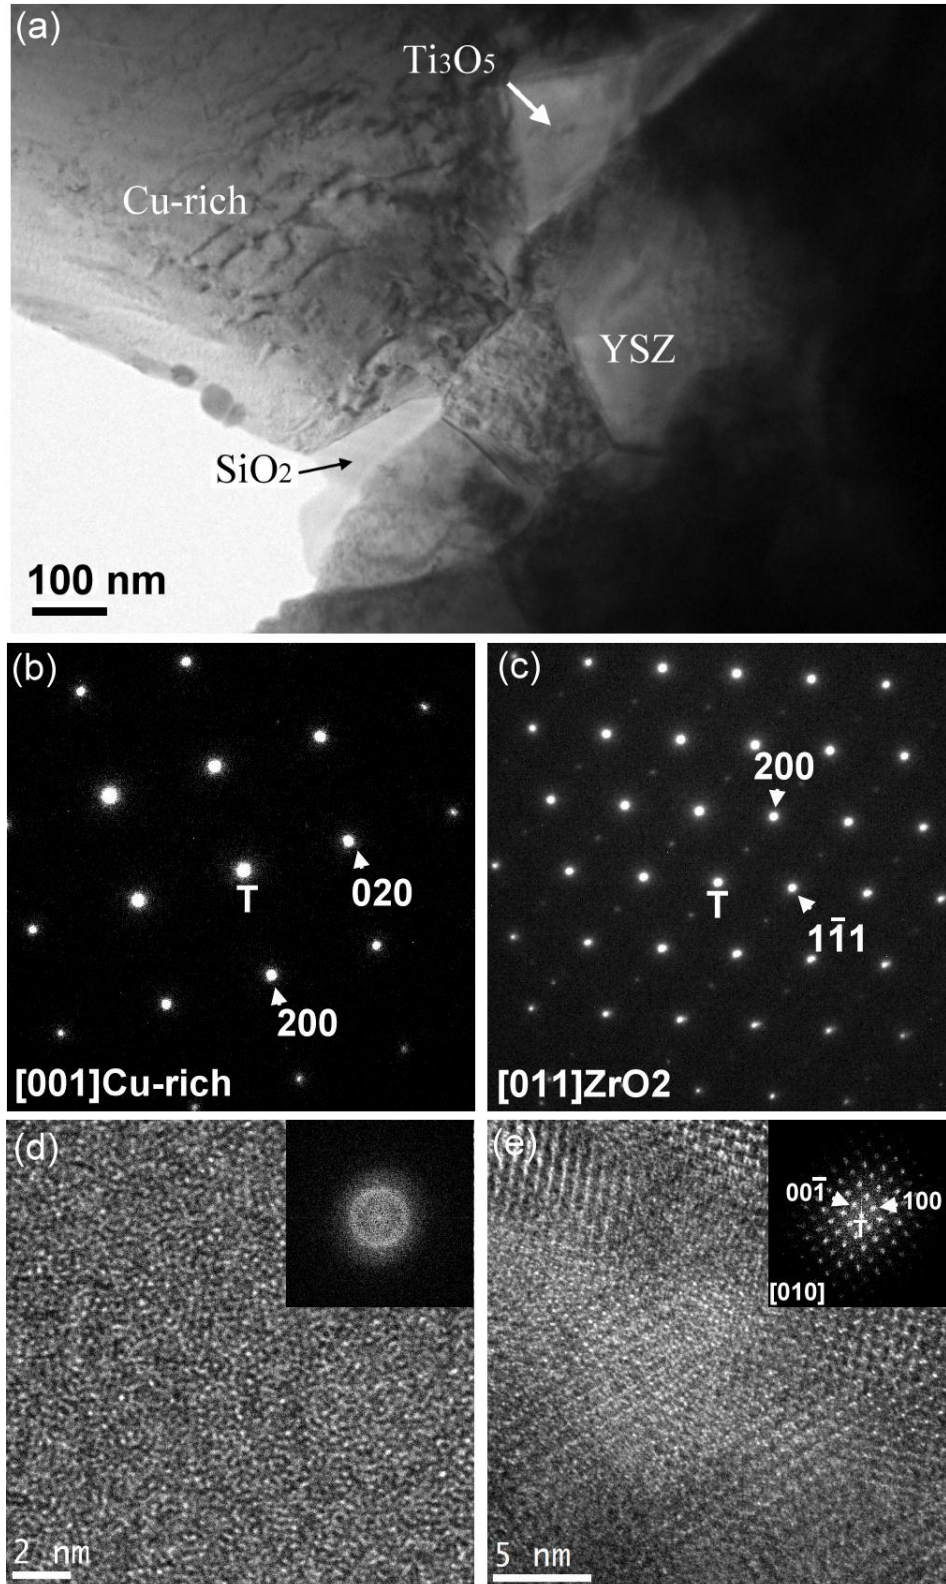 (a)
Ti3O5
Cu-rich
YSZ
SiO2
100 nm
(b)
020
T
200
[001]Cu-rich
(c)
200
T
11̅1
[011]ZrO2
(d)
2 nm
(e)
001̅
100
T
[010]
5 nm